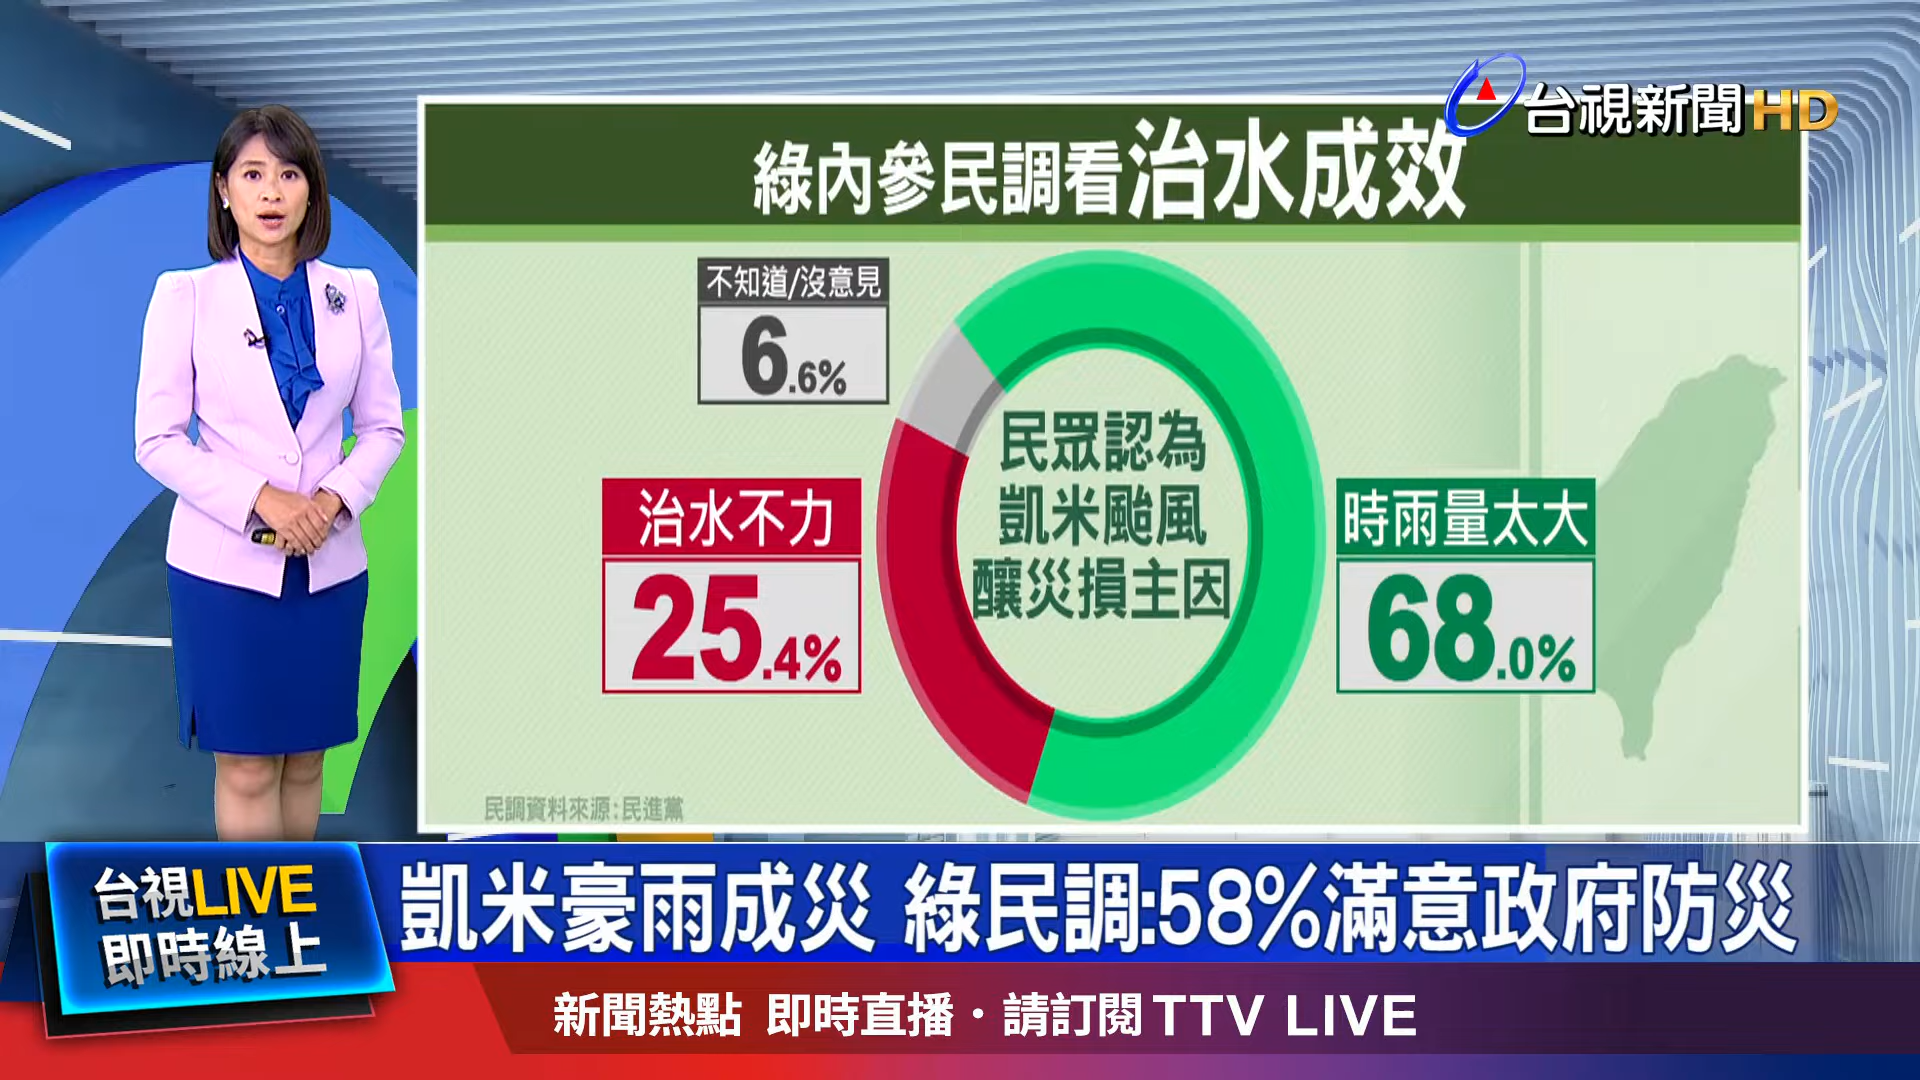 台視新聞HD
綠內參民調看治水成效
不知道/沒意見
6.6%
治水不力
25.4%
民眾認為
凱米颱風
釀災損主因
時雨量太大
68.0%
民調資料來源:民進黨
台視LIVE
即時線上
凱米豪雨成災 綠民調:58%滿意政府防災
新聞熱點 即時直播・請訂閱TTV LIVE